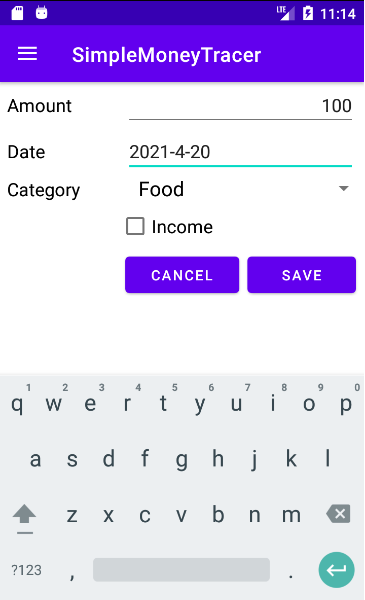 LTE 11:14
SimpleMoneyTracer
Amount 100
Date 2021-4-20
Category Food
Income
CANCEL SAVE
1 2 3 4 5 6 7 8 9 0
q w e r t y u i o p
a s d f g h j k l
z x c v b n m
?123 , .